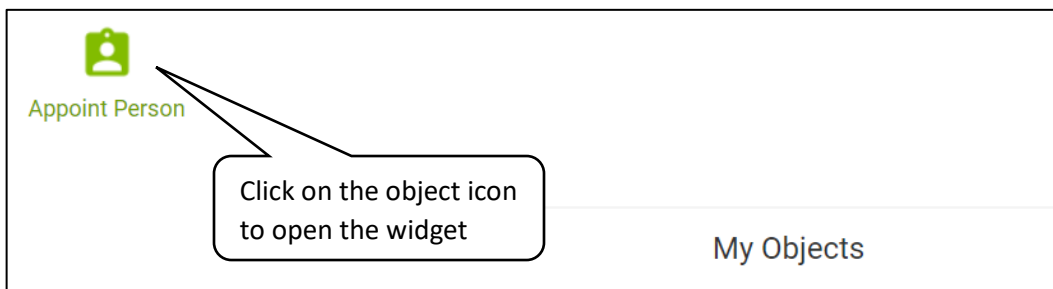 Appoint Person
Click on the object icon
to open the widget
My Objects